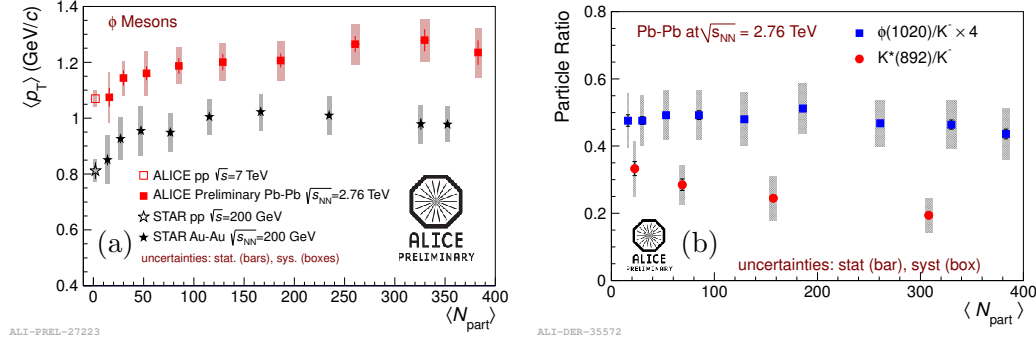 ⟨p_T⟩ (GeV/c)
1.4
1.2
1
0.8
0.6
0.4
ϕ Mesons
ALICE pp √s=7 TeV
ALICE Preliminary Pb-Pb √s_NN=2.76 TeV
STAR pp √s=200 GeV
STAR Au-Au √s_NN=200 GeV
uncertainties: stat. (bars), sys. (boxes)
(a)
ALICE
PRELIMINARY
0 50 100 150 200 250 300 350 400
⟨N_part⟩
ALI-PREL-27223
Particle Ratio
0.8
0.6
0.4
0.2
0
Pb-Pb at √s_NN = 2.76 TeV
ϕ(1020)/K⁻ × 4
K*(892)/K⁻
ALICE
PRELIMINARY
(b)
uncertainties: stat (bar), syst (box)
0 100 200 300 400
⟨ N_part ⟩
ALI-DER-35572